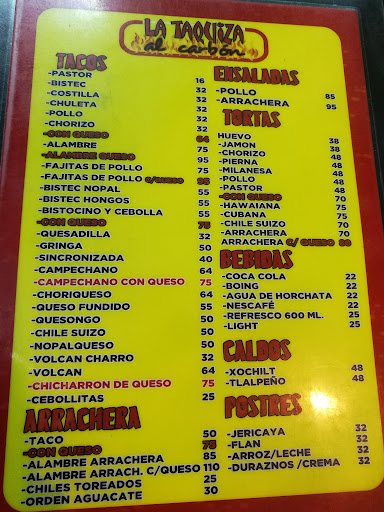 LA TAQUIZA
al carbón
TACOS
-PASTOR 16
-BISTEC 32
-COSTILLA 32
-CHULETA 32
-POLLO 32
-CHORIZO 32
-CON QUESO 64
-ALAMBRE 75
-ALAMBRE QUESO 95
-FAJITAS DE POLLO 75
-FAJITAS DE POLLO C/QUESO 95
-BISTEC NOPAL 55
-BISTEC HONGOS 55
-BISTOCINO Y CEBOLLA 55
-CON QUESO 75
-QUESADILLA 32
-GRINGA 50
-SINCRONIZADA 40
-CAMPECHANO 64
-CAMPECHANO CON QUESO 75
-CHORIQUESO 64
-QUESO FUNDIDO 55
-QUESONGO 50
-CHILE SUIZO 50
-NOPALQUESO 50
-VOLCAN CHARRO 32
-VOLCAN 64
-CHICHARRON DE QUESO 75
-CEBOLLITAS 25
ARRACHERA
-TACO 50
-CON QUESO 75
-ALAMBRE ARRACHERA 85
-ALAMBRE ARRACH. C/QUESO 110
-CHILES TOREADOS 25
-ORDEN AGUACATE 30
ENSALADAS
-POLLO 85
-ARRACHERA 95
TORTAS
HUEVO 38
-JAMON 38
-CHORIZO 48
-PIERNA 48
-MILANESA 48
-POLLO 48
-PASTOR 48
-CON QUESO 70
-HAWAIANA 70
-CUBANA 75
-CHILE SUIZO 70
-ARRACHERA 70
ARRACHERA C/ QUESO
BEBIDAS
-COCA COLA 22
-BOING 22
-AGUA DE HORCHATA 22
-NESCAFÉ 22
-REFRESCO 600 ML. 25
-LIGHT 25
CALDOS
-XOCHILT 48
-TLALPEÑO 48
POSTRES
-JERICAYA 32
-FLAN 32
-ARROZ/LECHE 32
-DURAZNOS /CREMA 32